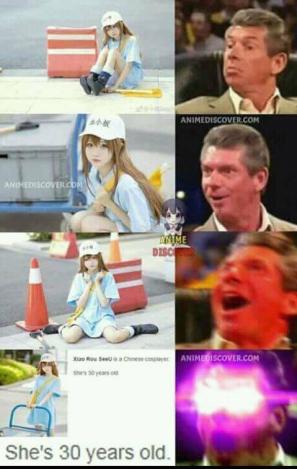 ANIMEDISCOVER.COM
ANIMEDISCOVER.COM
ANIME
DISCOVER
ANIMEDISCOVER.COM
Xiao Rou SeeU is a Chinese cosplayer.
She's 30 years old
She's 30 years old.